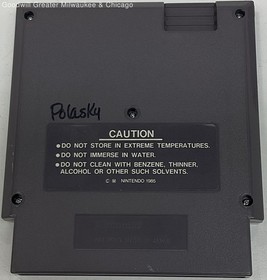 Goodwill Greater Milwaukee & Chicago
Polasky
CAUTION
●DO NOT STORE IN EXTREME TEMPERATURES.
●DO NOT IMMERSE IN WATER.
●DO NOT CLEAN WITH BENZENE, THINNER,
ALCOHOL OR OTHER SUCH SOLVENTS.
© Ⓜ NINTENDO 1985